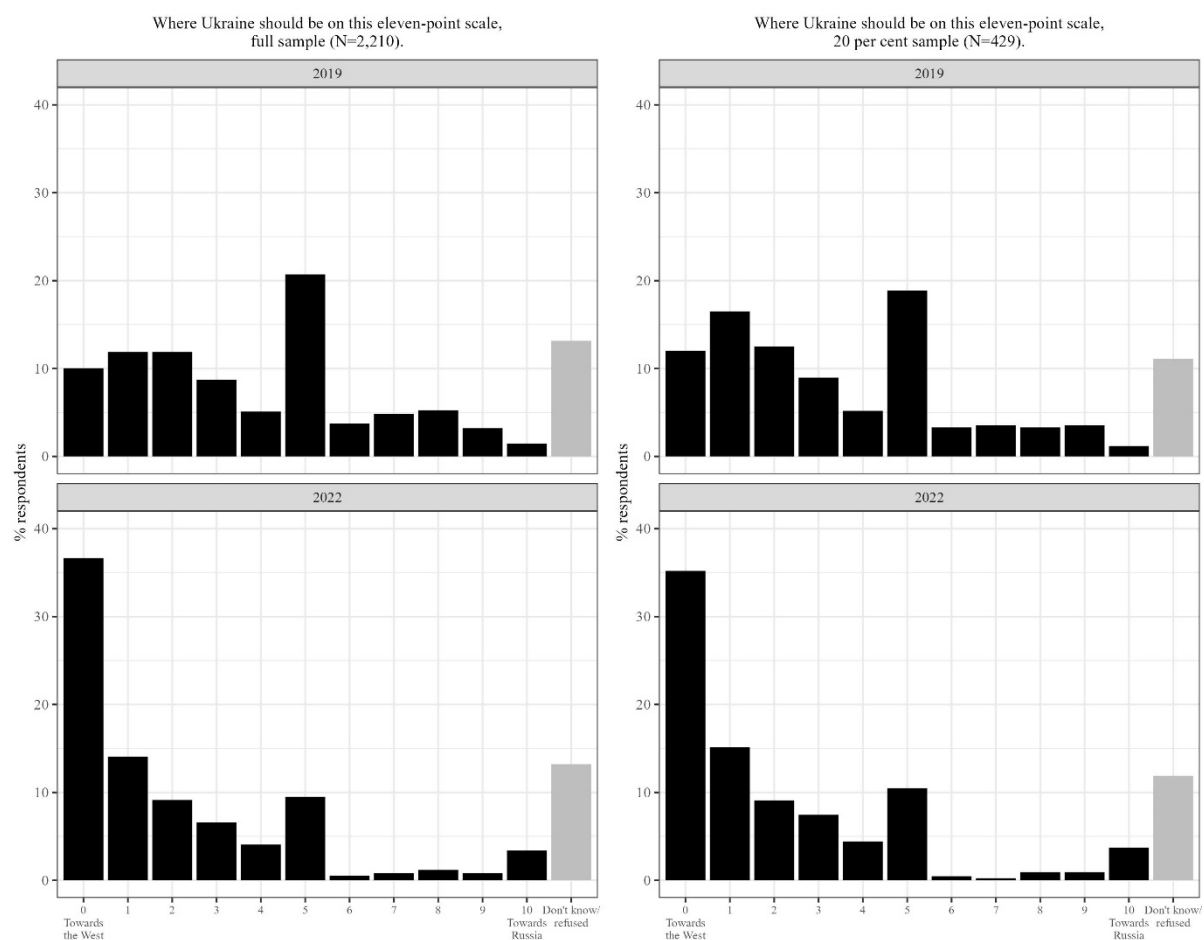 Where Ukraine should be on this eleven-point scale,
full sample (N=2,210).
2019
40
30
20
10
0
% respondents
2022
40
30
20
10
0
0 1 2 3 4 5 6 7 8 9 10 Don't know/
Towards Towards refused
the West Russia
Where Ukraine should be on this eleven-point scale,
20 per cent sample (N=429).
2019
40
30
20
10
0
% respondents
2022
40
30
20
10
0
0 1 2 3 4 5 6 7 8 9 10 Don't know/
Towards Towards refused
the West Russia